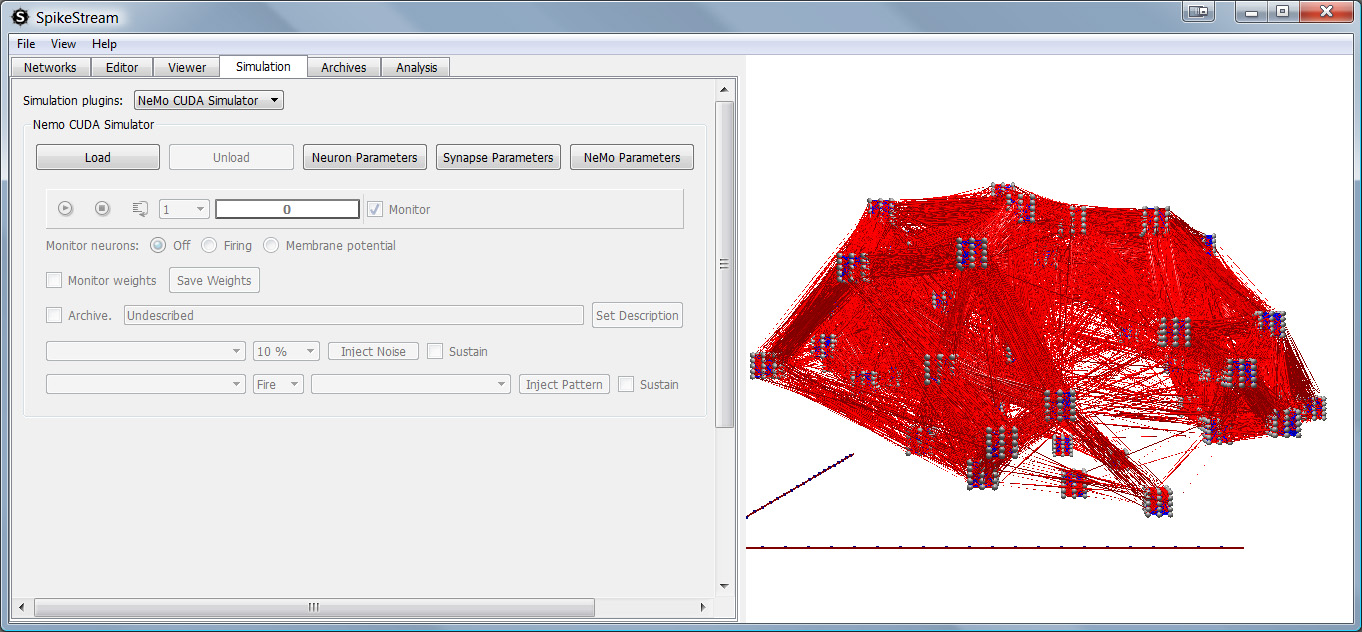 SpikeStream
File View Help
Networks Editor Viewer Simulation Archives Analysis
Simulation plugins: NeMo CUDA Simulator
Nemo CUDA Simulator
Load Unload Neuron Parameters Synapse Parameters NeMo Parameters
1 0 Monitor
Monitor neurons: Off Firing Membrane potential
Monitor weights Save Weights
Archive. Undescribed Set Description
10 % Inject Noise Sustain
Fire Inject Pattern Sustain